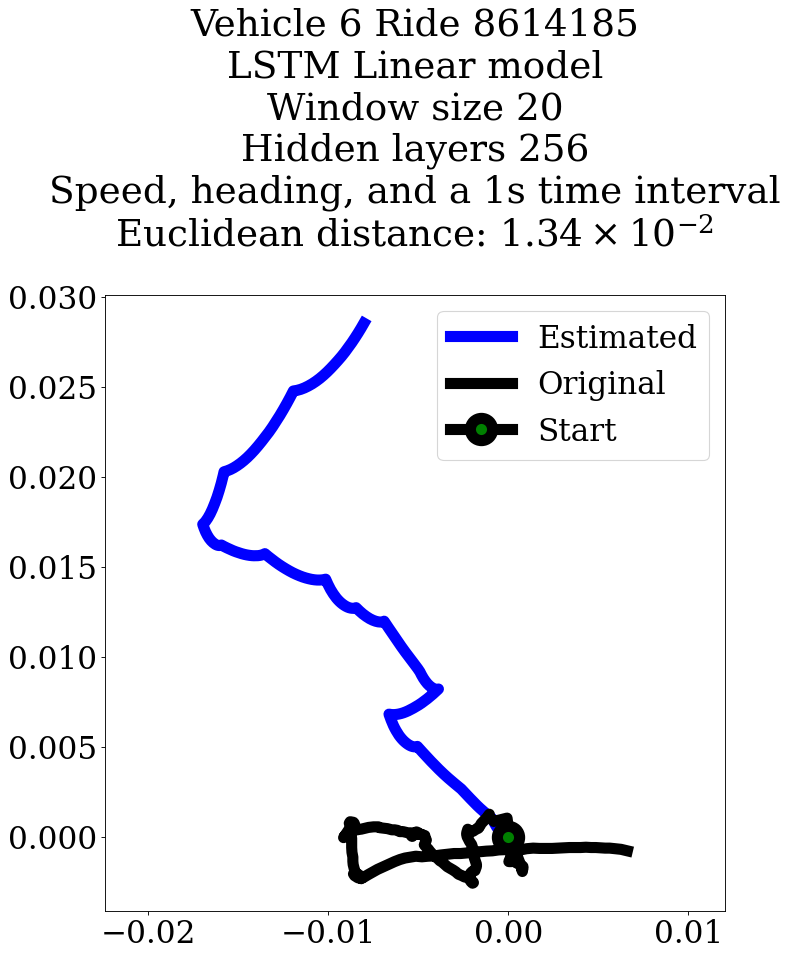 Vehicle 6 Ride 8614185
LSTM Linear model
Window size 20
Hidden layers 256
Speed, heading, and a 1s time interval
Euclidean distance: 1.34 × 10⁻²
0.030
0.025
0.020
0.015
0.010
0.005
0.000
Estimated
Original
Start
−0.02
−0.01
0.00
0.01